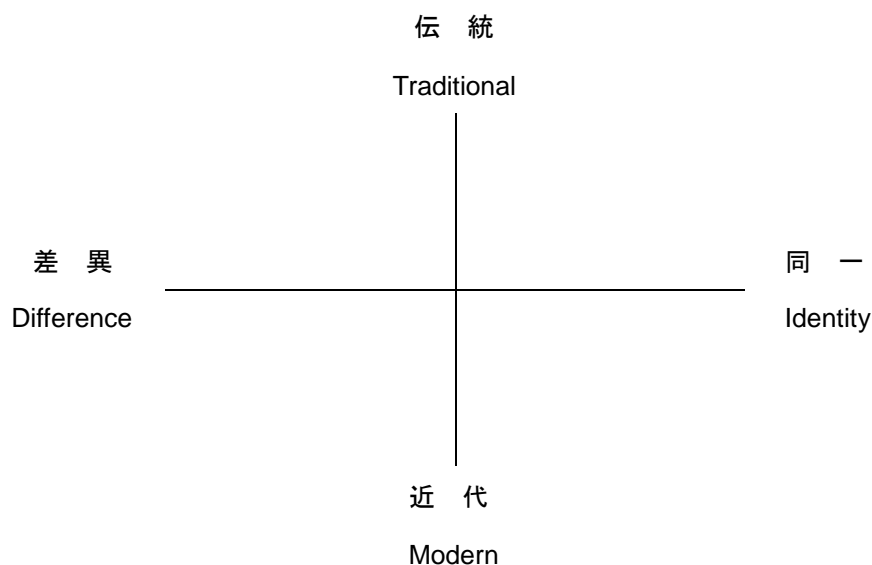 伝 統
Traditional
差 異
Difference
同 一
Identity
近 代
Modern